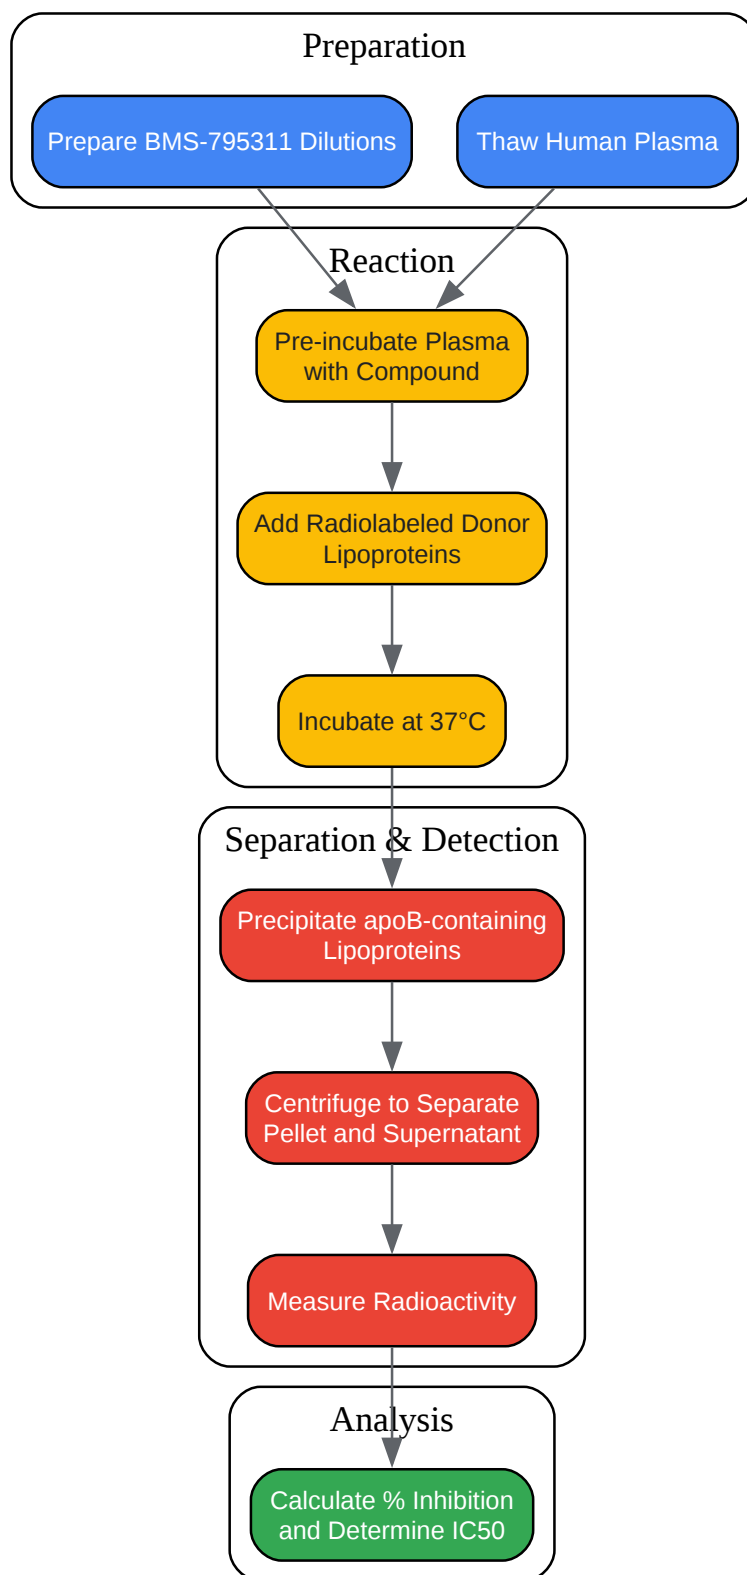 Preparation
Prepare BMS-795311 Dilutions
Thaw Human Plasma
Reaction
Pre-incubate Plasma
with Compound
Add Radiolabeled Donor
Lipoproteins
Incubate at 37°C
Separation & Detection
Precipitate apoB-containing
Lipoproteins
Centrifuge to Separate
Pellet and Supernatant
Measure Radioactivity
Analysis
Calculate % Inhibition
and Determine IC50